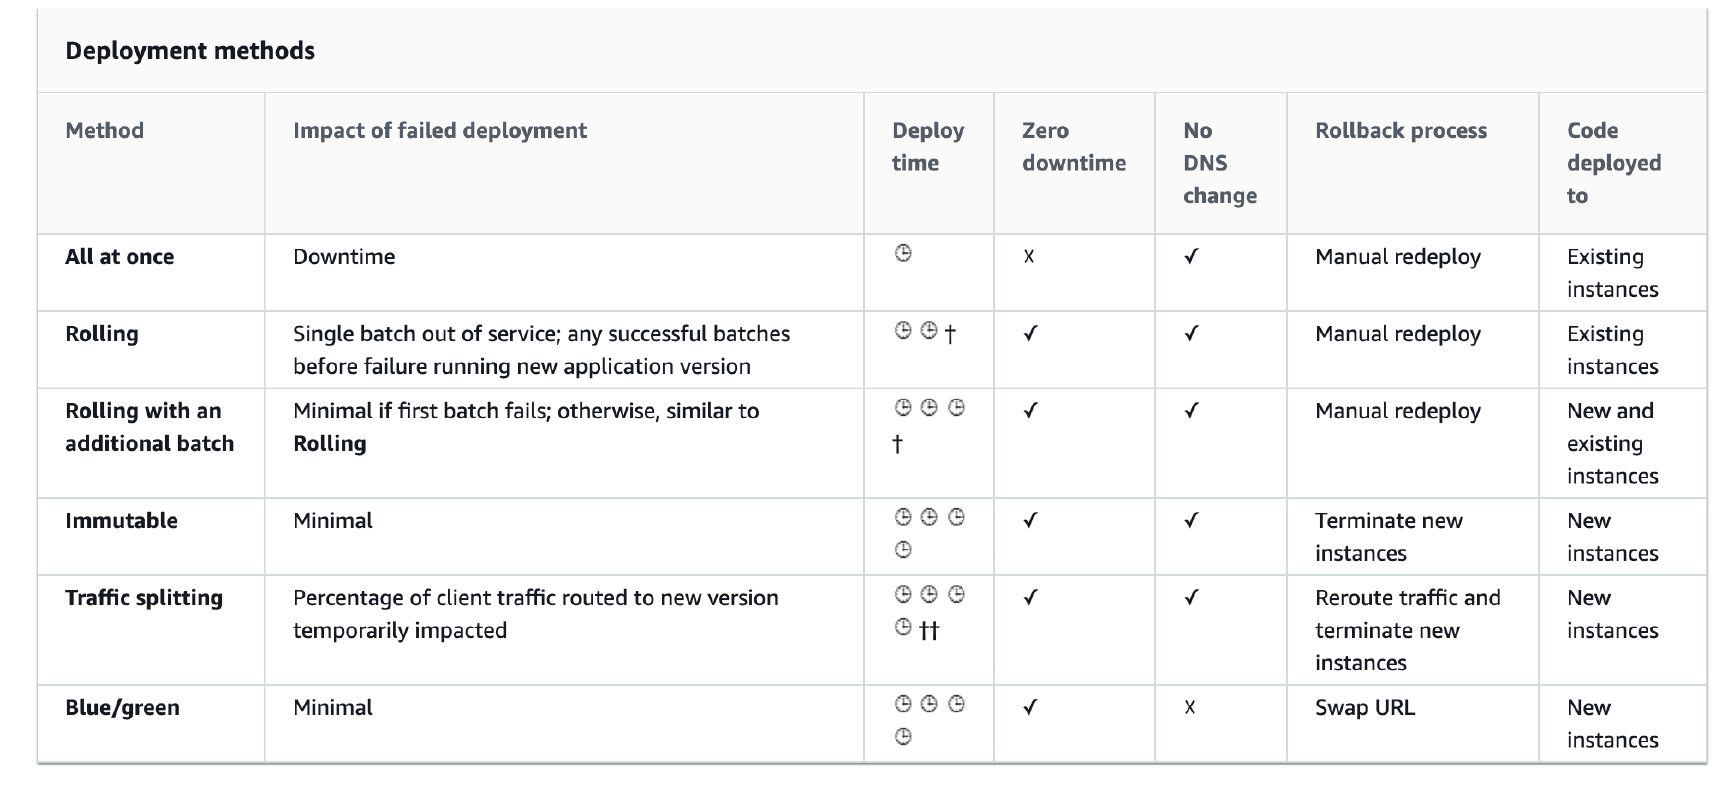 Deployment methods
Method
Impact of failed deployment
Deploy
time
Zero
downtime
No
DNS
change
Rollback process
Code
deployed
to
All at once
Downtime
🕒
☓
✓
Manual redeploy
Existing
instances
Rolling
Single batch out of service; any successful batches
before failure running new application version
🕒 🕒 †
✓
✓
Manual redeploy
Existing
instances
Rolling with an
additional batch
Minimal if first batch fails; otherwise, similar to
Rolling
🕒 🕒 🕒
†
✓
✓
Manual redeploy
New and
existing
instances
Immutable
Minimal
🕒 🕒 🕒
🕒
✓
✓
Terminate new
instances
New
instances
Traffic splitting
Percentage of client traffic routed to new version
temporarily impacted
🕒 🕒 🕒
🕒 ††
✓
✓
Reroute traffic and
terminate new
instances
New
instances
Blue/green
Minimal
🕒 🕒 🕒
🕒
✓
☓
Swap URL
New
instances